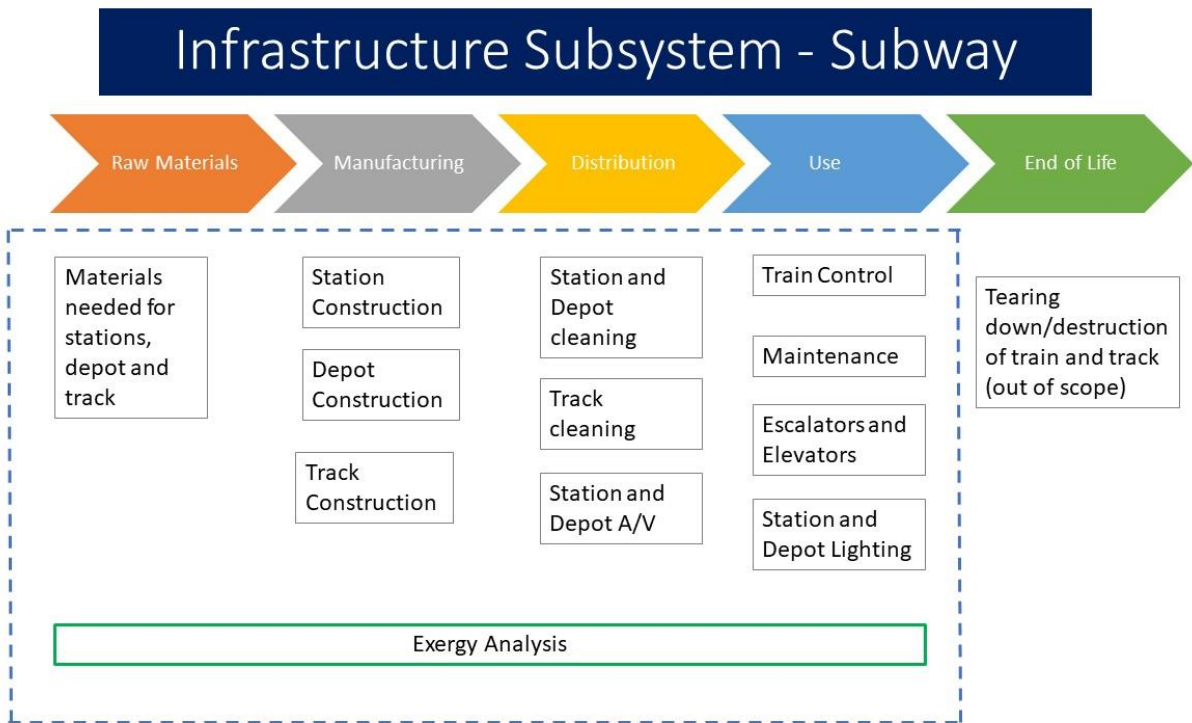 Infrastructure Subsystem - Subway
Raw Materials
Manufacturing
Distribution
Use
End of Life
Materials
needed for
stations,
depot and
track
Station
Construction
Depot
Construction
Track
Construction
Station and
Depot
cleaning
Track
cleaning
Station and
Depot A/V
Train Control
Maintenance
Escalators and
Elevators
Station and
Depot Lighting
Tearing
down/destruction
of train and track
(out of scope)
Exergy Analysis